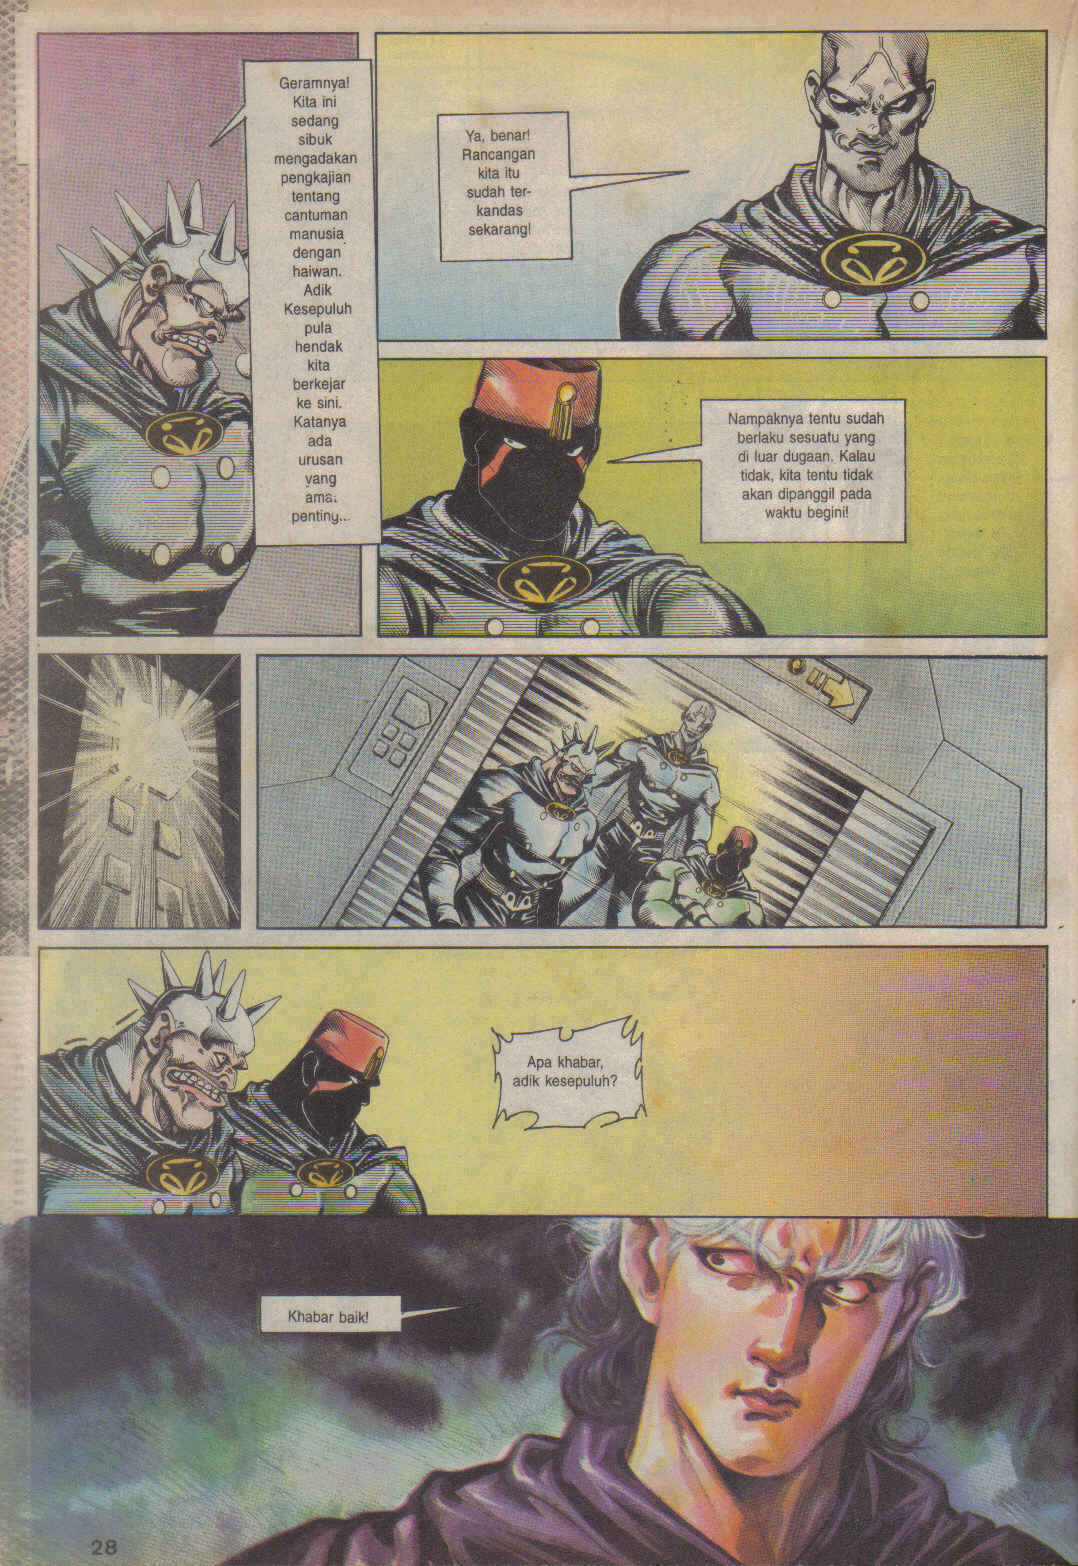 Geramnya!
Kita ini
sedang
sibuk
mengadakan
pengkajian
tentang
cantuman
manusia
dengan
haiwan.
Adik
Kesepuluh
pula
hendak
kita
berkejar
ke sini.
Katanya
ada
urusan
yang
amat
penting...
Ya, benar!
Rancangan
kita itu
sudah ter-
kandas
sekarang!
Nampaknya tentu sudah
berlaku sesuatu yang
di luar dugaan. Kalau
tidak, kita tentu tidak
akan dipanggil pada
waktu begini!
Apa khabar,
adik kesepuluh?
Khabar baik!
28